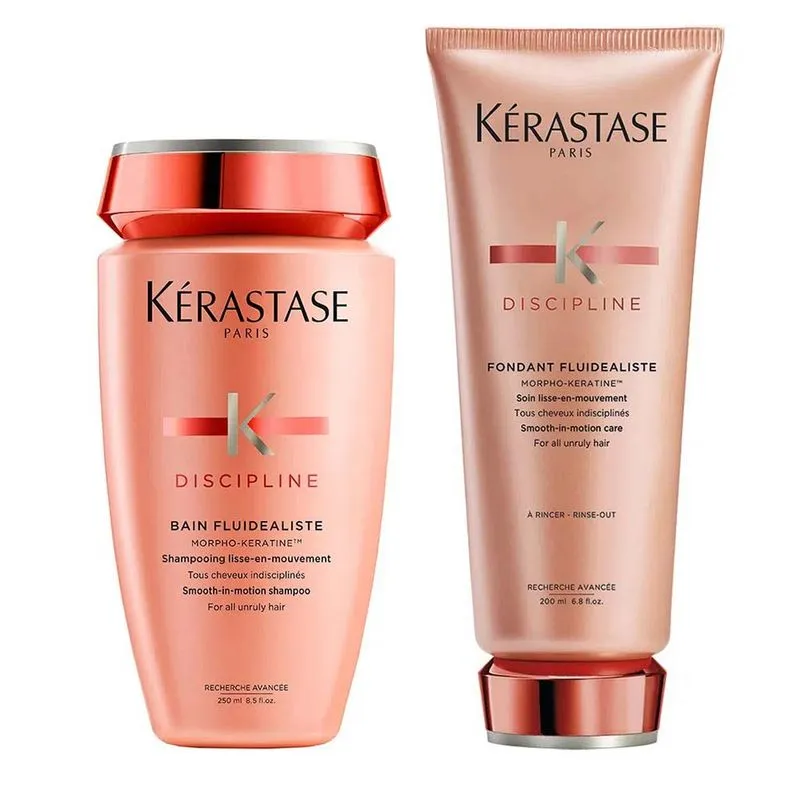 KÉRASTASE
PARIS
K
DISCIPLINE
BAIN FLUIDEALISTE
MORPHO-KERATINE™
Shampooing lisse-en-mouvement
Tous cheveux indisciplinés
Smooth-in-motion shampoo
For all unruly hair
RECHERCHE AVANCÉE
250 ml 8,5 fl.oz.
KÉRASTASE
PARIS
K
DISCIPLINE
FONDANT FLUIDEALISTE
MORPHO-KERATINE™
Soin lisse-en-mouvement
Tous cheveux indisciplinés
Smooth-in-motion care
For all unruly hair
À RINCER - RINSE-OUT
RECHERCHE AVANCÉE
200 ml 6.8 fl.oz.